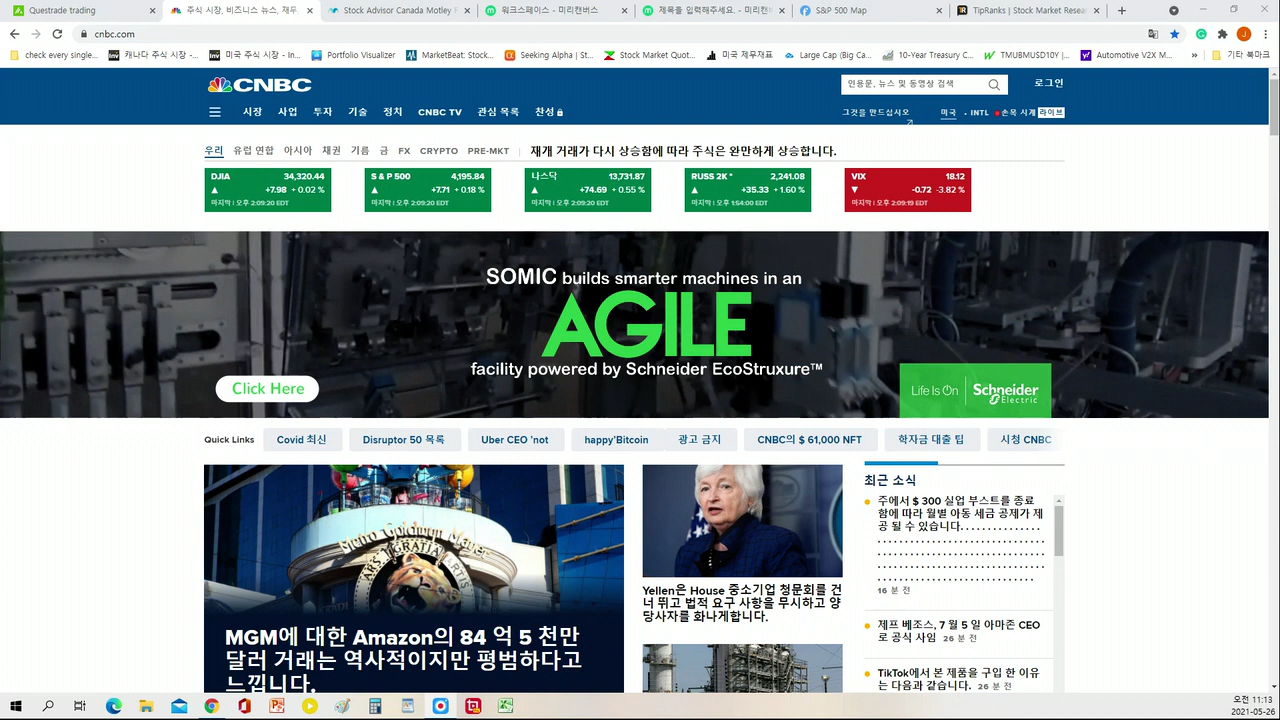 Questrade trading
주식 시장, 비즈니스 뉴스, 재무
Stock Advisor Canada Motley F
워크스페이스 - 미리캔버스
제목을 입력해주세요. - 미리캔버
S&P 500 Map
TipRanks | Stock Market Resea
cnbc.com
check every single...
캐나다 주식 시장 -...
미국 주식 시장 - In...
Portfolio Visualizer
MarketBeat: Stock...
Seeking Alpha | St...
Stock Market Quot...
미국 재무제표
Large Cap (Big Ca...
10-Year Treasury C...
TMUBMUSD10Y |...
Automotive V2X M...
»
기타 북마크
CNBC
인용문, 뉴스 및 동영상 검색
로그인
시장 사업 투자 기술 정치 CNBC TV 관심 목록 찬성
그것을 만드십시오
미국 • INTL
손목 시계 라이브
우리 유럽 연합 아시아 채권 기름 금 FX CRYPTO PRE-MKT | 재개 거래가 다시 상승함에 따라 주식은 완만하게 상승합니다.
DJIA 34,320.44
▲ +7.98 +0.02 %
마지막 | 오후 2:09:20 EDT
S & P 500 4,195.84
▲ +7.71 +0.18 %
마지막 | 오후 2:09:20 EDT
나스닥 13,731.87
▲ +74.69 +0.55 %
마지막 | 오후 2:09:20 EDT
RUSS 2K * 2,241.08
▲ +35.33 +1.60 %
마지막 | 오후 1:54:00 EDT
VIX 18.12
▼ -0.72 -3.82 %
마지막 | 오후 2:09:19 EDT
SOMIC builds smarter machines in an
AGILE
facility powered by Schneider EcoStruxure™
Click Here
Life Is On | Schneider
Electric
Quick Links
Covid 최신
Disruptor 50 목록
Uber CEO 'not
happy'Bitcoin
광고 금지
CNBC의 $ 61,000 NFT
학자금 대출 팁
시청 CNBC
Metro Goldwyn Mayer
ARS GRATIA ARTIS
MGM에 대한 Amazon의 84 억 5 천만
달러 거래는 역사적이지만 평범하다고
느낍니다.
Yellen은 House 중소기업 청문회를 건
너 뛰고 법적 요구 사항을 무시하고 양
당사자를 화나게합니다.
최근 소식
주에서 $ 300 실업 부스트를 종료
함에 따라 월별 아동 세금 공제가 제
공 될 수 있습니다.
16 분 전
제프 베조스, 7 월 5 일 아마존 CEO
로 공식 사임 26 분 전
TikTok에서 본 제품을 구입 한 이유
는 다음과 같습니다. 26 분 전
오전 11:13
2021-05-26